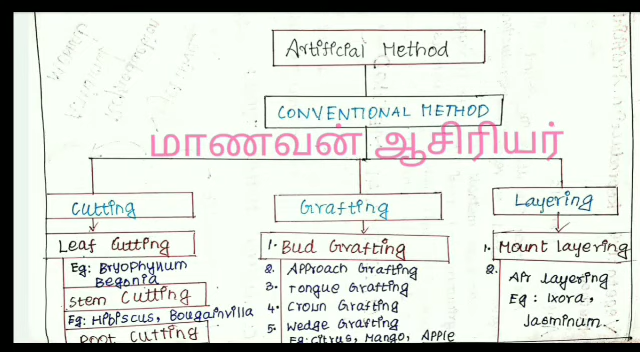 Artificial Method
CONVENTIONAL METHOD
மாணவன் ஆசிரியர்
Cutting
Grafting
Layering
Leaf Cutting
1. Bud Grafting
1. Mount layering
Eg: Bryophynum
Begonia
2. Approach Grafting
2. Air layering
Stem Cutting
3. Tongue Grafting
Eg: Ixora,
Eg: Hibiscus, Bougainvilla
4. Crown Grafting
Jasminum.
Root Cutting
5. Wedge Grafting
Eg: Citrus, Mango, Apple